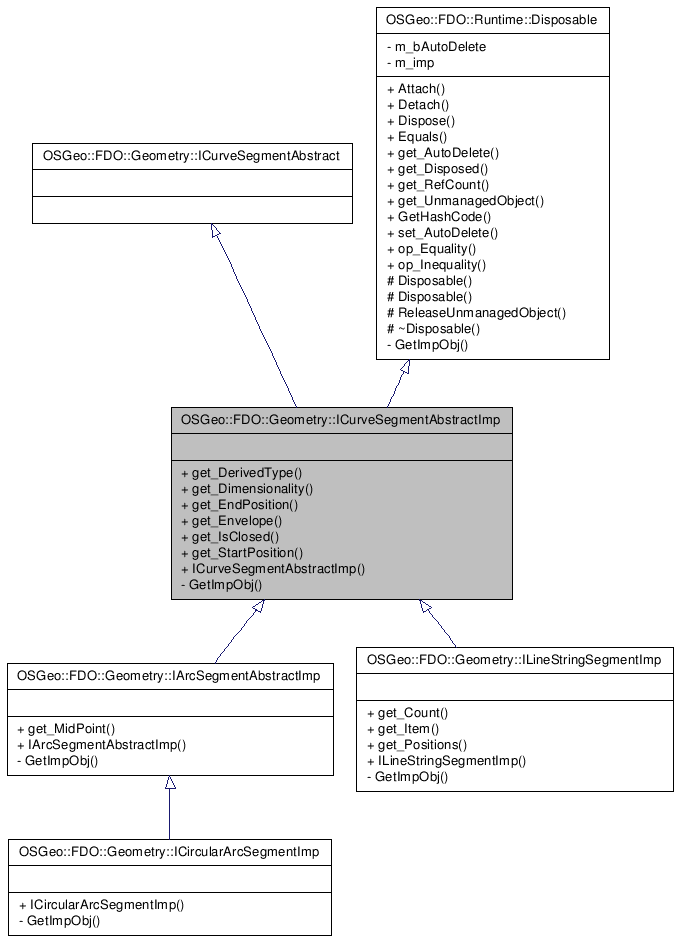 OSGeo::FDO::Runtime::Disposable
- m_bAutoDelete
- m_imp
+ Attach()
+ Detach()
+ Dispose()
+ Equals()
+ get_AutoDelete()
+ get_Disposed()
+ get_RefCount()
+ get_UnmanagedObject()
+ GetHashCode()
+ set_AutoDelete()
+ op_Equality()
+ op_Inequality()
# Disposable()
# Disposable()
# ReleaseUnmanagedObject()
# ~Disposable()
- GetImpObj()
OSGeo::FDO::Geometry::ICurveSegmentAbstract
OSGeo::FDO::Geometry::ICurveSegmentAbstractImp
+ get_DerivedType()
+ get_Dimensionality()
+ get_EndPosition()
+ get_Envelope()
+ get_IsClosed()
+ get_StartPosition()
+ ICurveSegmentAbstractImp()
- GetImpObj()
OSGeo::FDO::Geometry::IArcSegmentAbstractImp
+ get_MidPoint()
+ IArcSegmentAbstractImp()
- GetImpObj()
OSGeo::FDO::Geometry::ILineStringSegmentImp
+ get_Count()
+ get_Item()
+ get_Positions()
+ ILineStringSegmentImp()
- GetImpObj()
OSGeo::FDO::Geometry::ICircularArcSegmentImp
+ ICircularArcSegmentImp()
- GetImpObj()